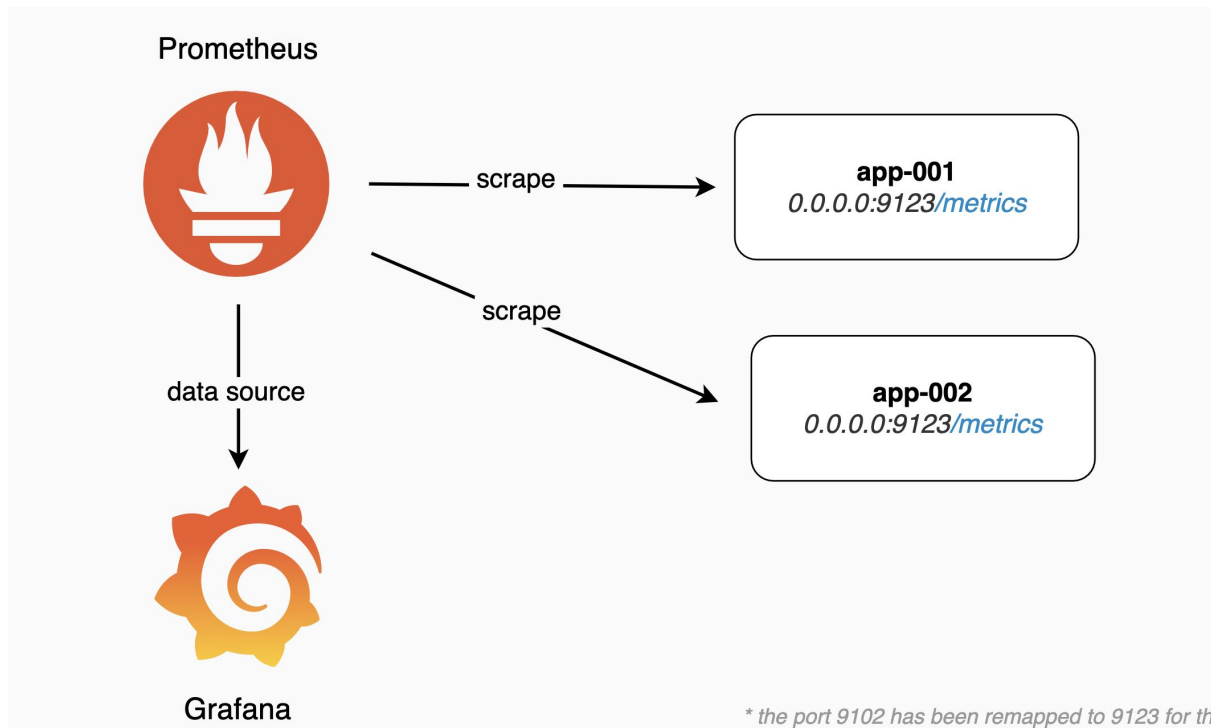 Prometheus
scrape
app-001
0.0.0.0:9123/metrics
scrape
app-002
0.0.0.0:9123/metrics
data source
Grafana
* the port 9102 has been remapped to 9123 for th